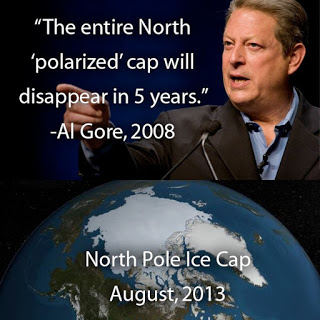 “The entire North
‘polarized’ cap will
disappear in 5 years.”
-Al Gore, 2008
North Pole Ice Cap
August, 2013